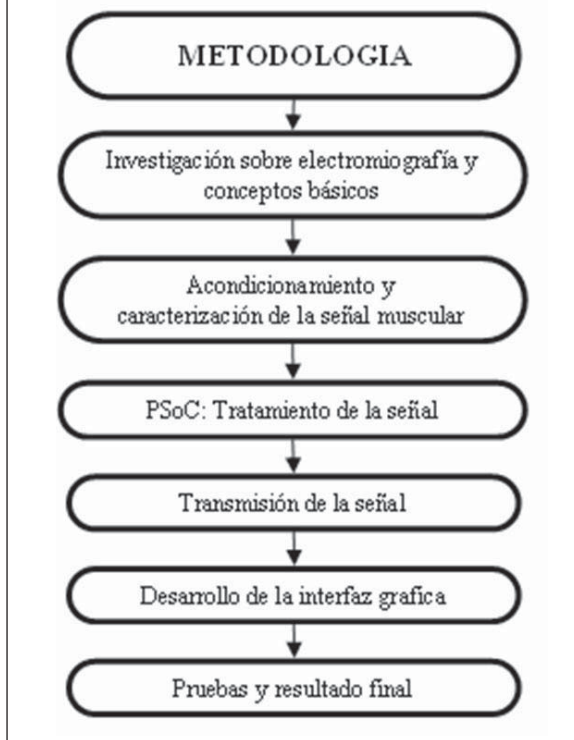 METODOLOGIA
Investigación sobre electromiografía y
conceptos básicos
Acondicionamiento y
caracterización de la señal muscular
PSoC: Tratamiento de la señal
Transmisión de la señal
Desarrollo de la interfaz grafica
Pruebas y resultado final